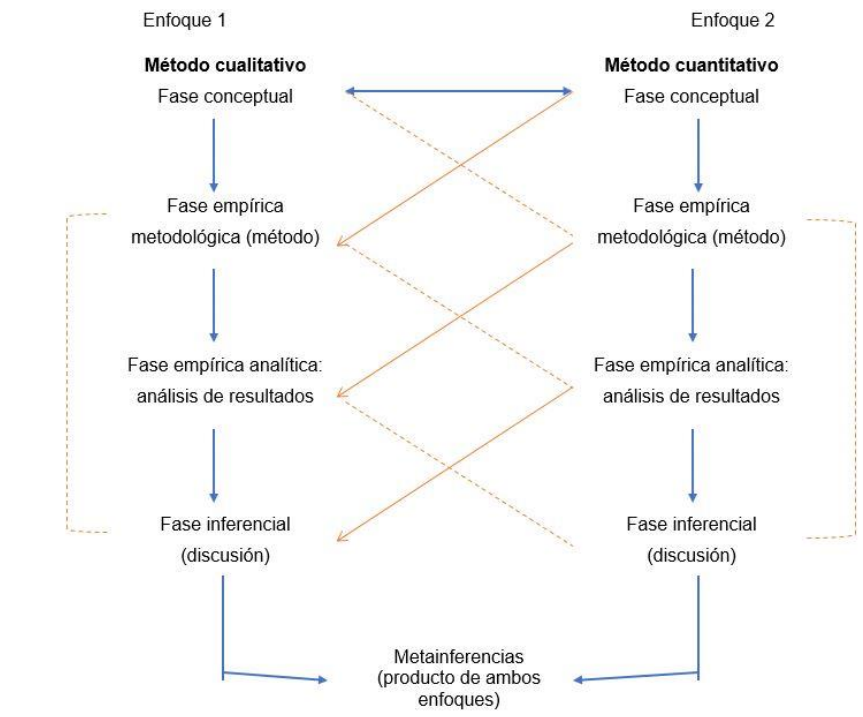 Enfoque 1
Enfoque 2
Método cualitativo
Fase conceptual
Método cuantitativo
Fase conceptual
Fase empírica
metodológica (método)
Fase empírica
metodológica (método)
Fase empírica analítica:
análisis de resultados
Fase empírica analítica:
análisis de resultados
Fase inferencial
(discusión)
Fase inferencial
(discusión)
Metainferencias
(producto de ambos
enfoques)